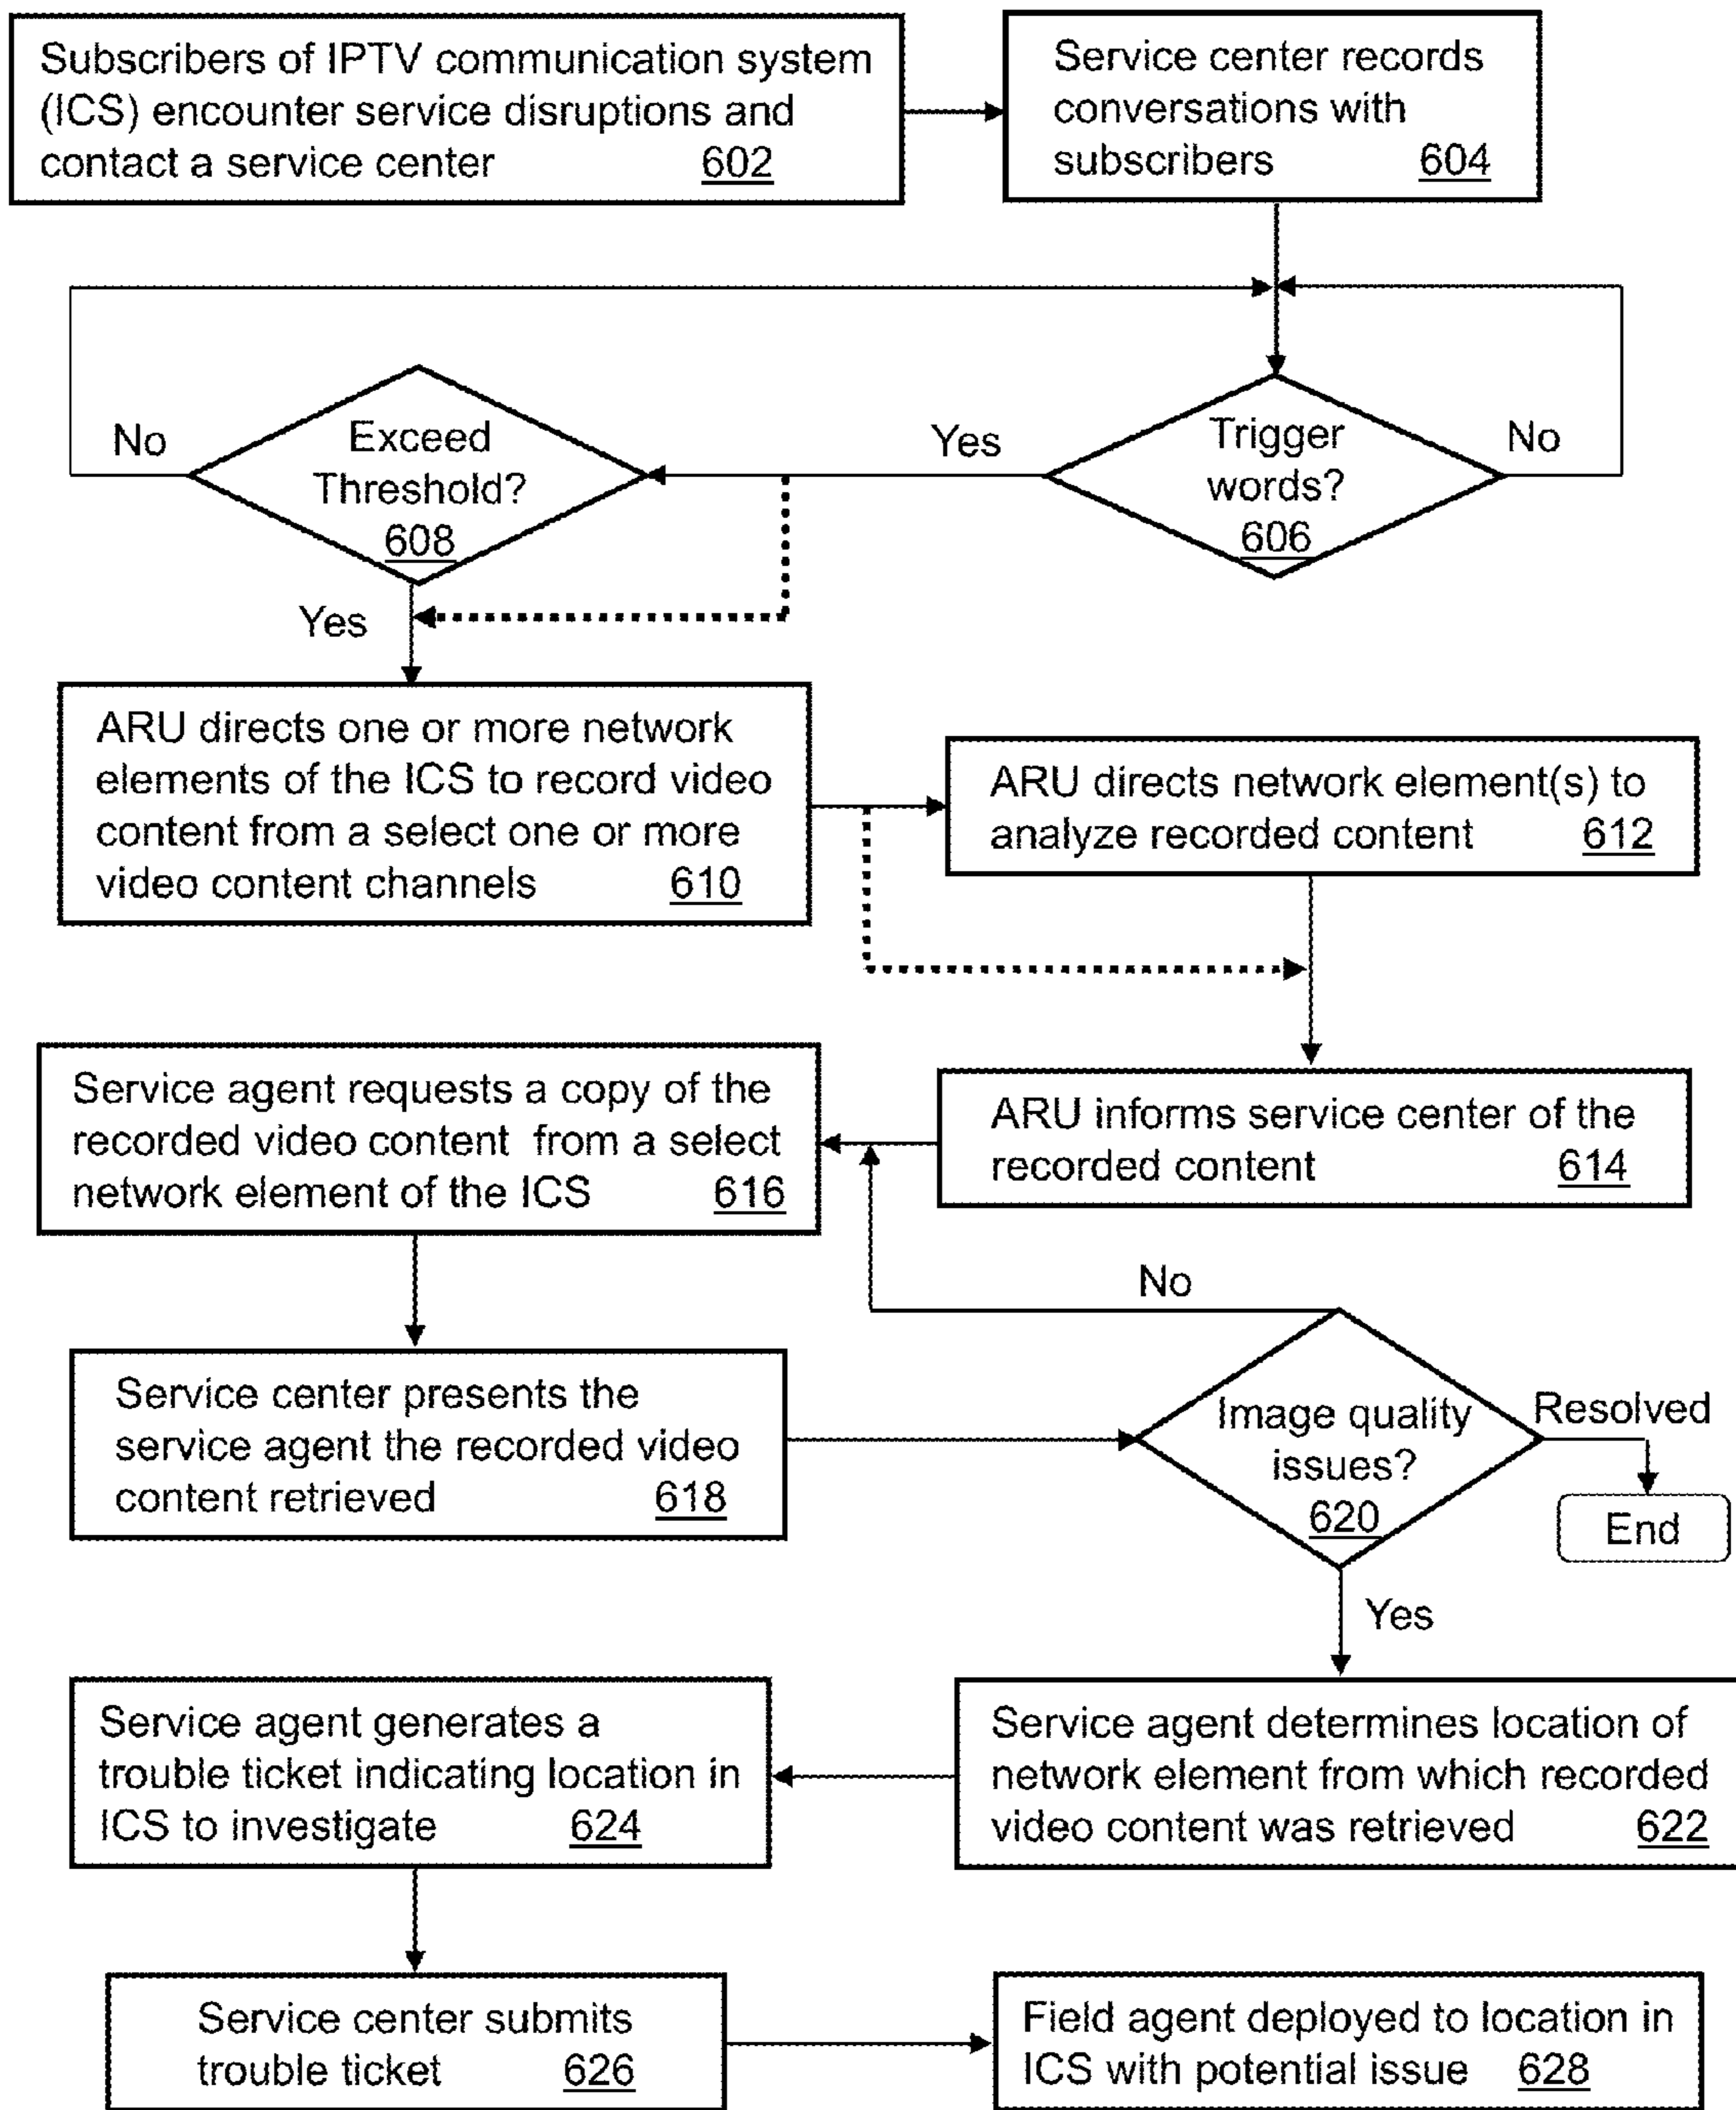 Subscribers of IPTV communication system
(ICS) encounter service disruptions and
contact a service center 602
Service center records
conversations with
subscribers 604
Trigger
words?
606
Yes
No
Exceed
Threshold?
608
No
Yes
ARU directs one or more network
elements of the ICS to record video
content from a select one or more
video content channels 610
ARU directs network element(s) to
analyze recorded content 612
ARU informs service center of the
recorded content 614
Service agent requests a copy of the
recorded video content from a select
network element of the ICS 616
Service center presents the
service agent the recorded video
content retrieved 618
No
Image quality
issues?
620
Resolved
End
Yes
Service agent determines location of
network element from which recorded
video content was retrieved 622
Service agent generates a
trouble ticket indicating location in
ICS to investigate 624
Service center submits
trouble ticket 626
Field agent deployed to location in
ICS with potential issue 628